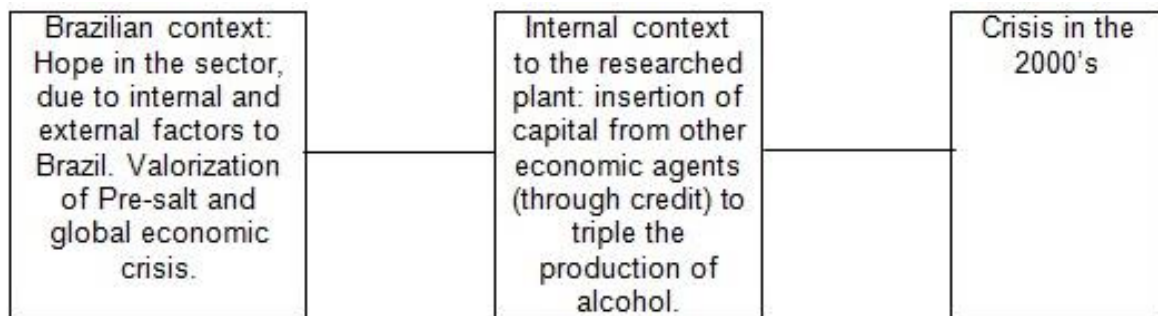 Brazilian context:
Hope in the sector,
due to internal and
external factors to
Brazil. Valorization
of Pre-salt and
global economic
crisis.
Internal context
to the researched
plant: insertion of
capital from other
economic agents
(through credit) to
triple the
production of
alcohol.
Crisis in the
2000's